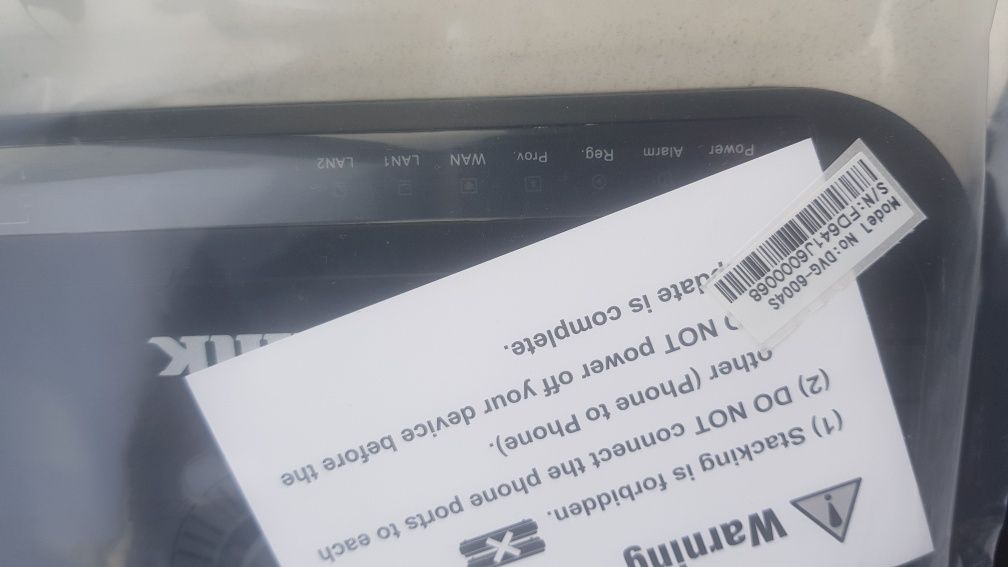 Warning
(1) Stacking is forbidden.
(2) DO NOT connect the phone ports to each
other (Phone to Phone).
NOT power off your device before the
is complete.
Model No:DVG-6004S
S/N:FD641J6000068
Power Alarm Reg. Prov. WAN LAN1 LAN2